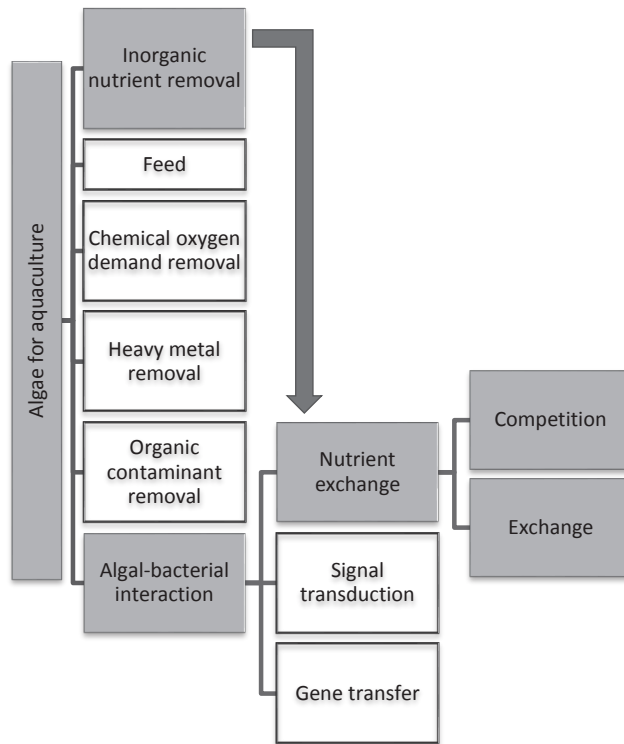 Algae for aquaculture
Inorganic
nutrient removal
Feed
Chemical oxygen
demand removal
Heavy metal
removal
Organic
contaminant
removal
Algal-bacterial
interaction
Nutrient
exchange
Signal
transduction
Gene transfer
Competition
Exchange